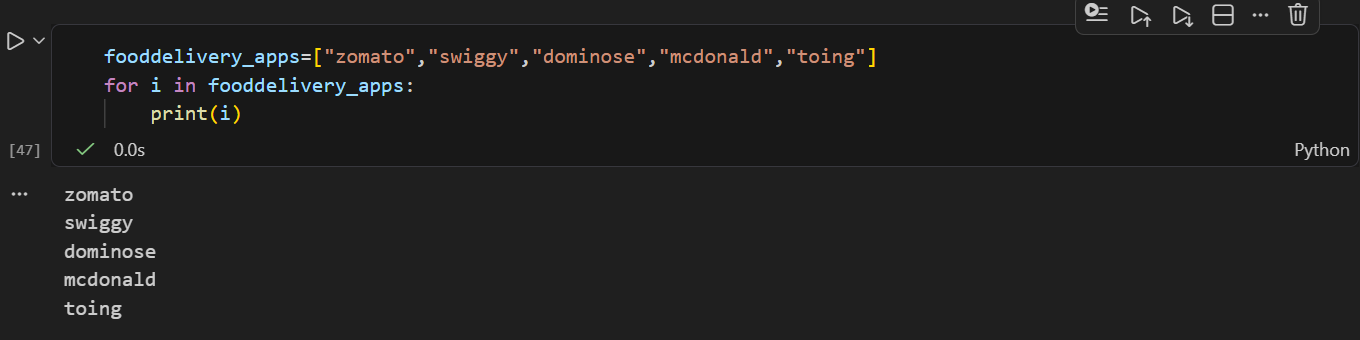 fooddelivery_apps=["zomato","swiggy","dominose","mcdonald","toing"]
for i in fooddelivery_apps:
    print(i)
[47] 0.0s Python
zomato
swiggy
dominose
mcdonald
toing